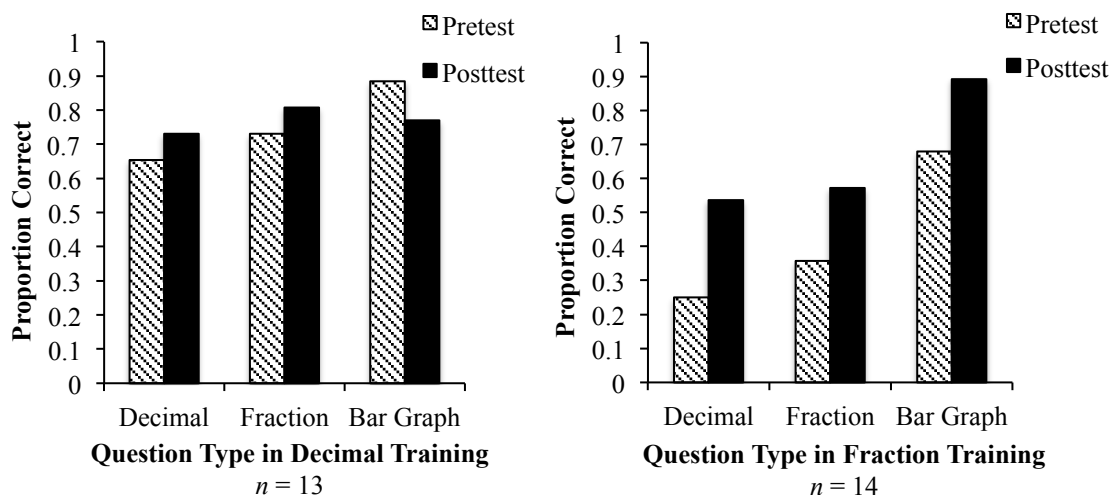 Pretest
Posttest
Proportion Correct
1
0.9
0.8
0.7
0.6
0.5
0.4
0.3
0.2
0.1
0
Decimal Fraction Bar Graph
Question Type in Decimal Training
n = 13
Pretest
Posttest
Proportion Correct
1
0.9
0.8
0.7
0.6
0.5
0.4
0.3
0.2
0.1
0
Decimal Fraction Bar Graph
Question Type in Fraction Training
n = 14